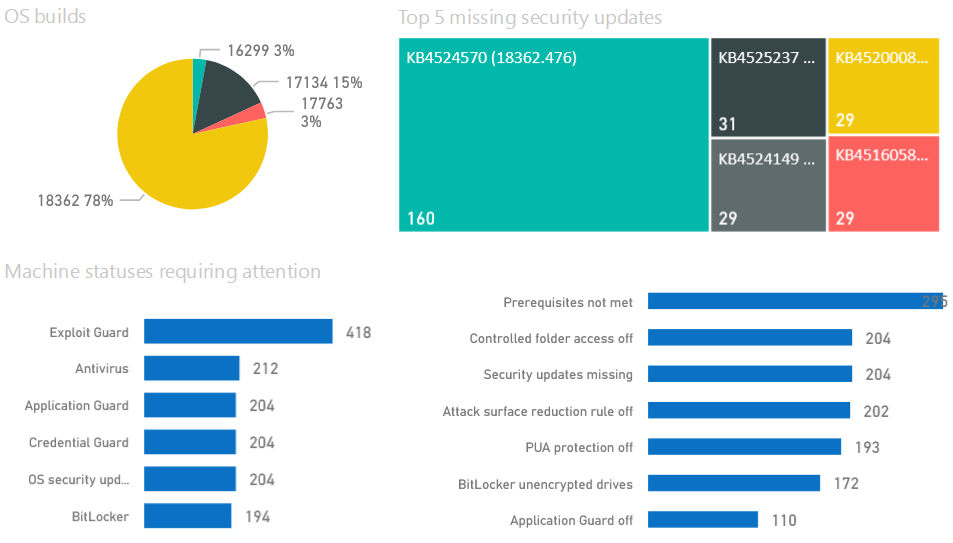 OS builds
16299 3%
17134 15%
17763
3%
18362 78%
Top 5 missing security updates
KB4524570 (18362.476)
160
KB4525237 ...
31
KB4520008...
29
KB4524149 ...
29
KB4516058...
29
Machine statuses requiring attention
Exploit Guard 418
Antivirus 212
Application Guard 204
Credential Guard 204
OS security upd... 204
BitLocker 194
Prerequisites not met 295
Controlled folder access off 204
Security updates missing 204
Attack surface reduction rule off 202
PUA protection off 193
BitLocker unencrypted drives 172
Application Guard off 110